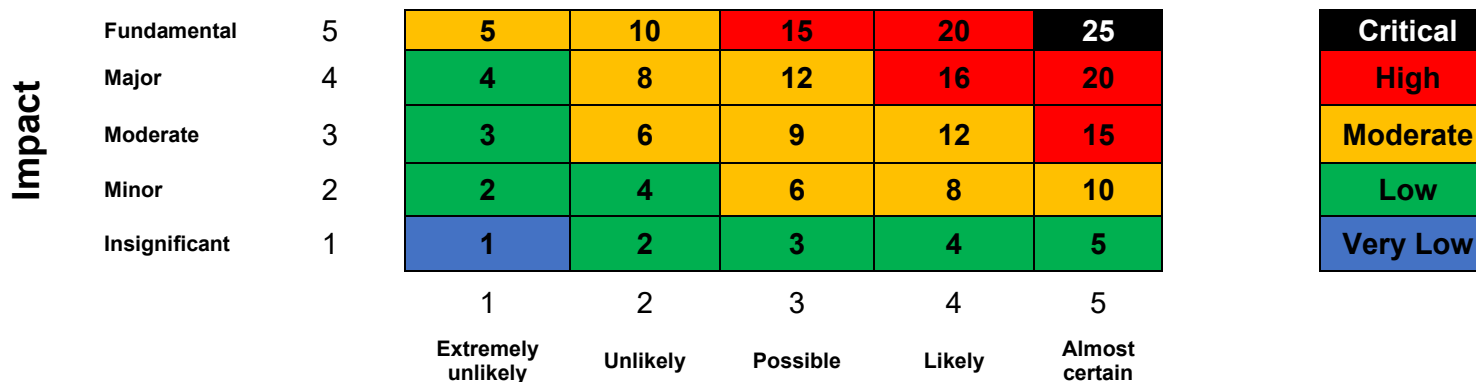 Impact
Fundamental 5 5 10 15 20 25 Critical
Major 4 4 8 12 16 20 High
Moderate 3 3 6 9 12 15 Moderate
Minor 2 2 4 6 8 10 Low
Insignificant 1 1 2 3 4 5 Very Low
1 2 3 4 5
Extremely unlikely Unlikely Possible Likely Almost certain